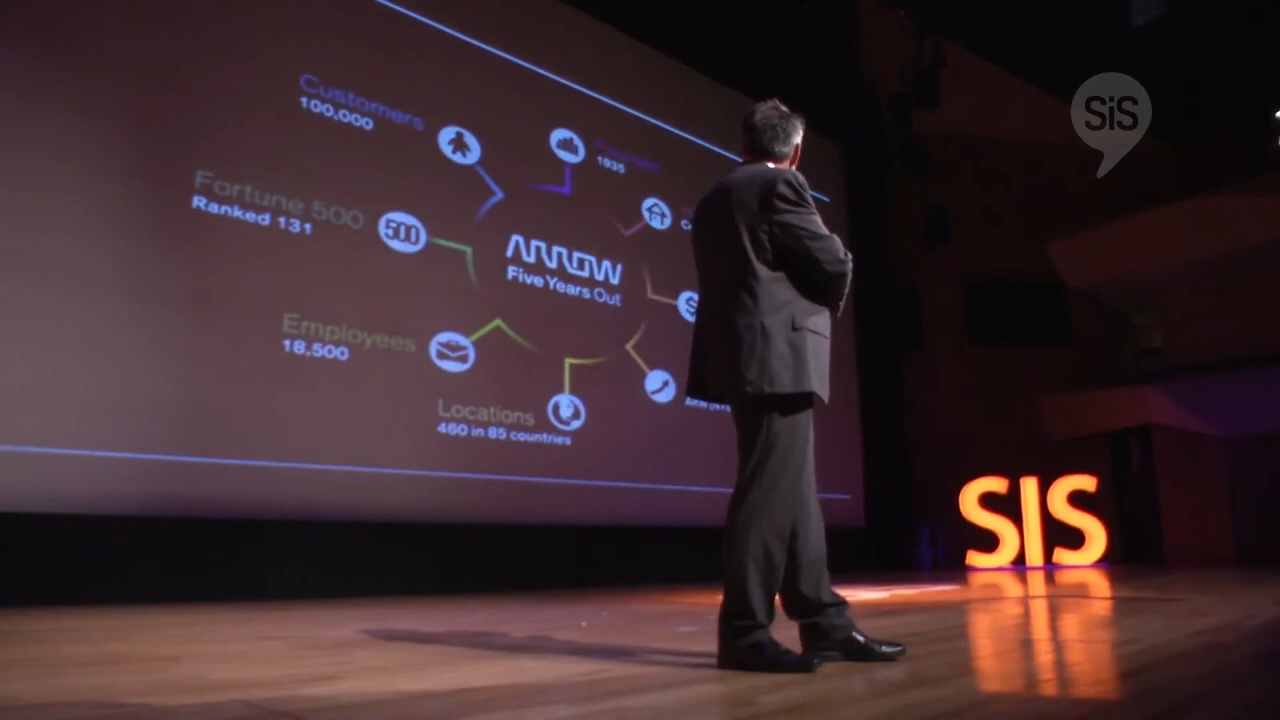 SiS
Customers
100,000
1935
Fortune 500
Ranked 131
500
ARROW
Five Years Out
$
Employees
18,500
Locations
460 in 85 countries
SIS